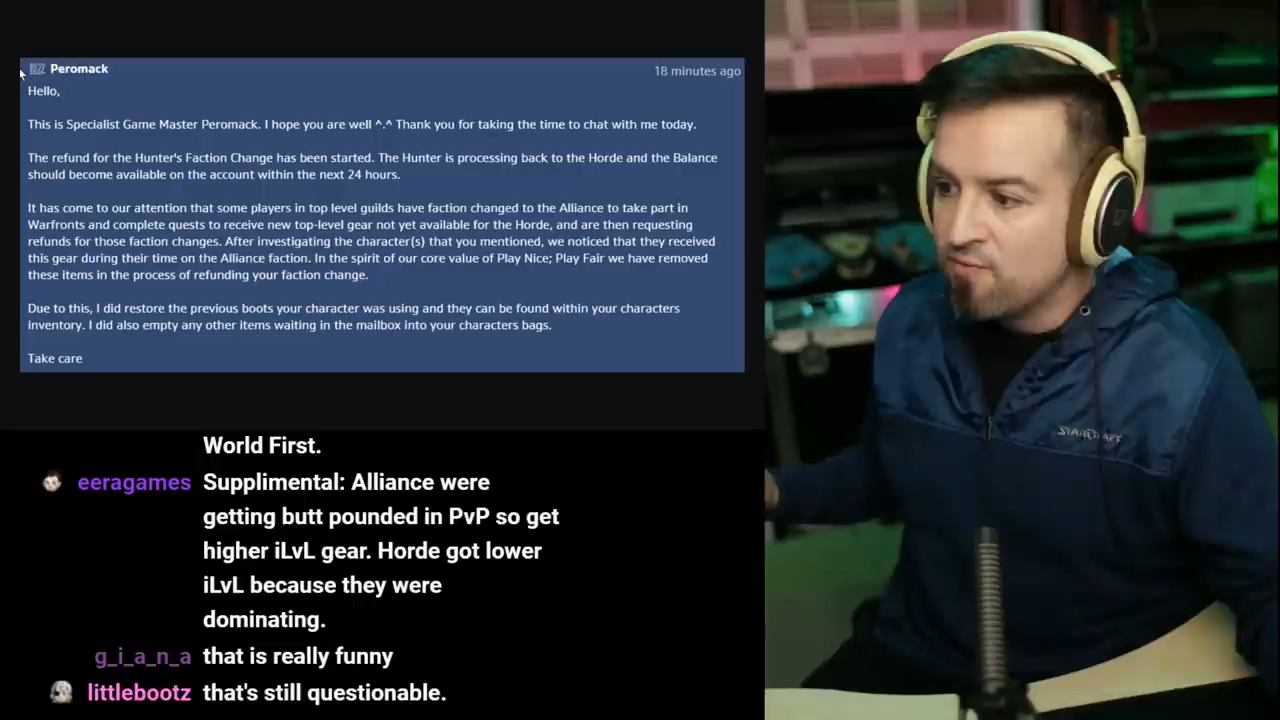 Peromack
18 minutes ago
Hello,
This is Specialist Game Master Peromack. I hope you are well ^.^ Thank you for taking the time to chat with me today.
The refund for the Hunter's Faction Change has been started. The Hunter is processing back to the Horde and the Balance
should become available on the account within the next 24 hours.
It has come to our attention that some players in top level guilds have faction changed to the Alliance to take part in
Warfronts and complete quests to receive new top-level gear not yet available for the Horde, and are then requesting
refunds for those faction changes. After investigating the character(s) that you mentioned, we noticed that they received
this gear during their time on the Alliance faction. In the spirit of our core value of Play Nice; Play Fair we have removed
these items in the process of refunding your faction change.
Due to this, I did restore the previous boots your character was using and they can be found within your characters
inventory. I did also empty any other items waiting in the mailbox into your characters bags.
Take care
World First.
eeragames Supplimental: Alliance were
getting butt pounded in PvP so get
higher iLvL gear. Horde got lower
iLvL because they were
dominating.
g_i_a_n_a that is really funny
littlebootz that's still questionable.
STARCRAFT